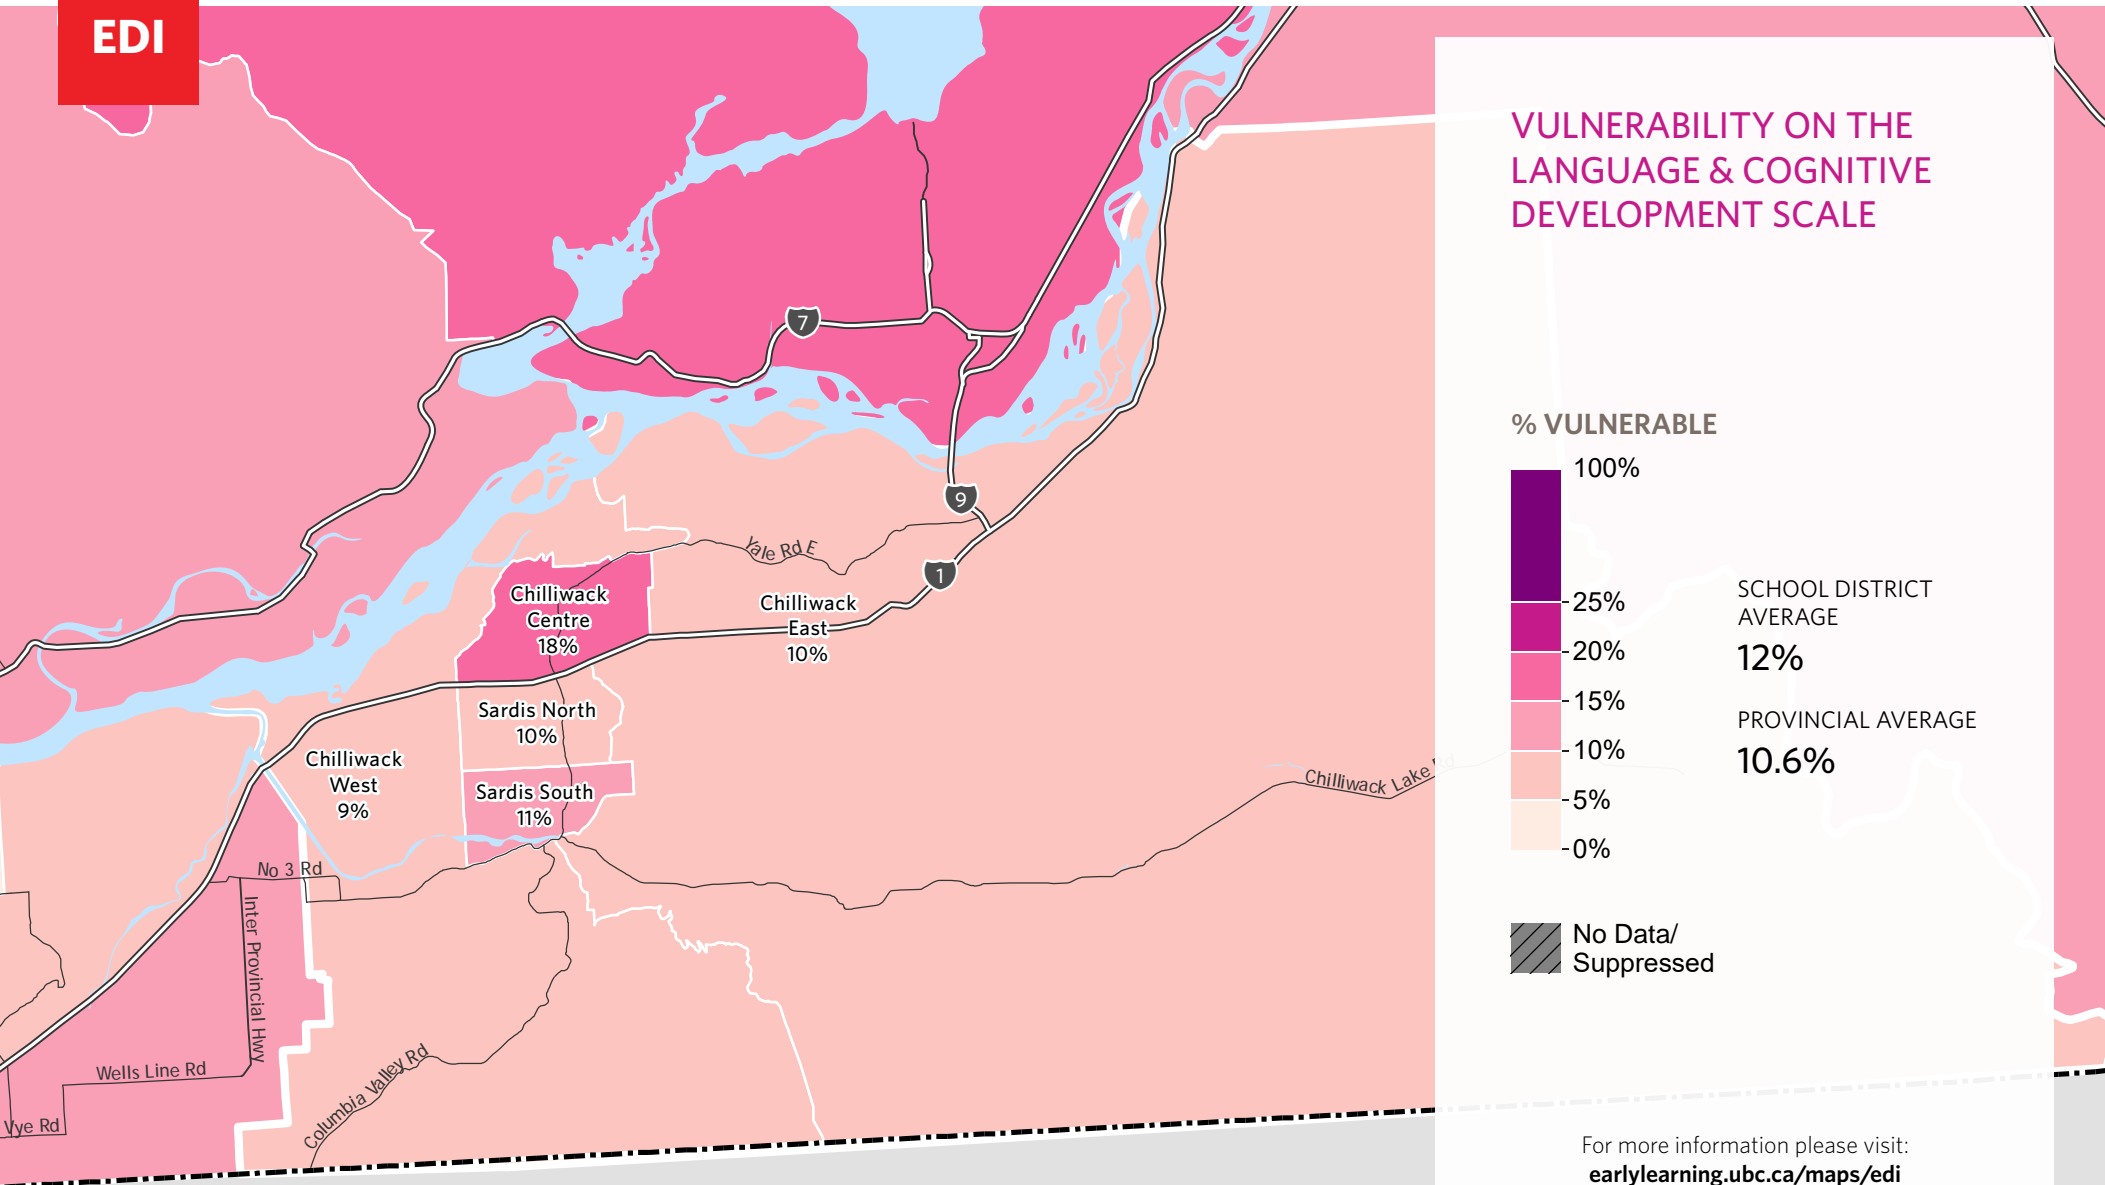 EDI
VULNERABILITY ON THE
LANGUAGE & COGNITIVE
DEVELOPMENT SCALE
% VULNERABLE
100%
25%
20%
15%
10%
5%
0%
No Data/
Suppressed
SCHOOL DISTRICT
AVERAGE
12%
PROVINCIAL AVERAGE
10.6%
For more information please visit:
earlylearning.ubc.ca/maps/edi
7
9
1
Yale Rd E
Chilliwack
Centre
18%
Chilliwack
East
10%
Sardis North
10%
Chilliwack
West
9%
Sardis South
11%
Chilliwack Lake Rd
No 3 Rd
Inter Provincial Hwy
Wells Line Rd
Vye Rd
Columbia Valley Rd